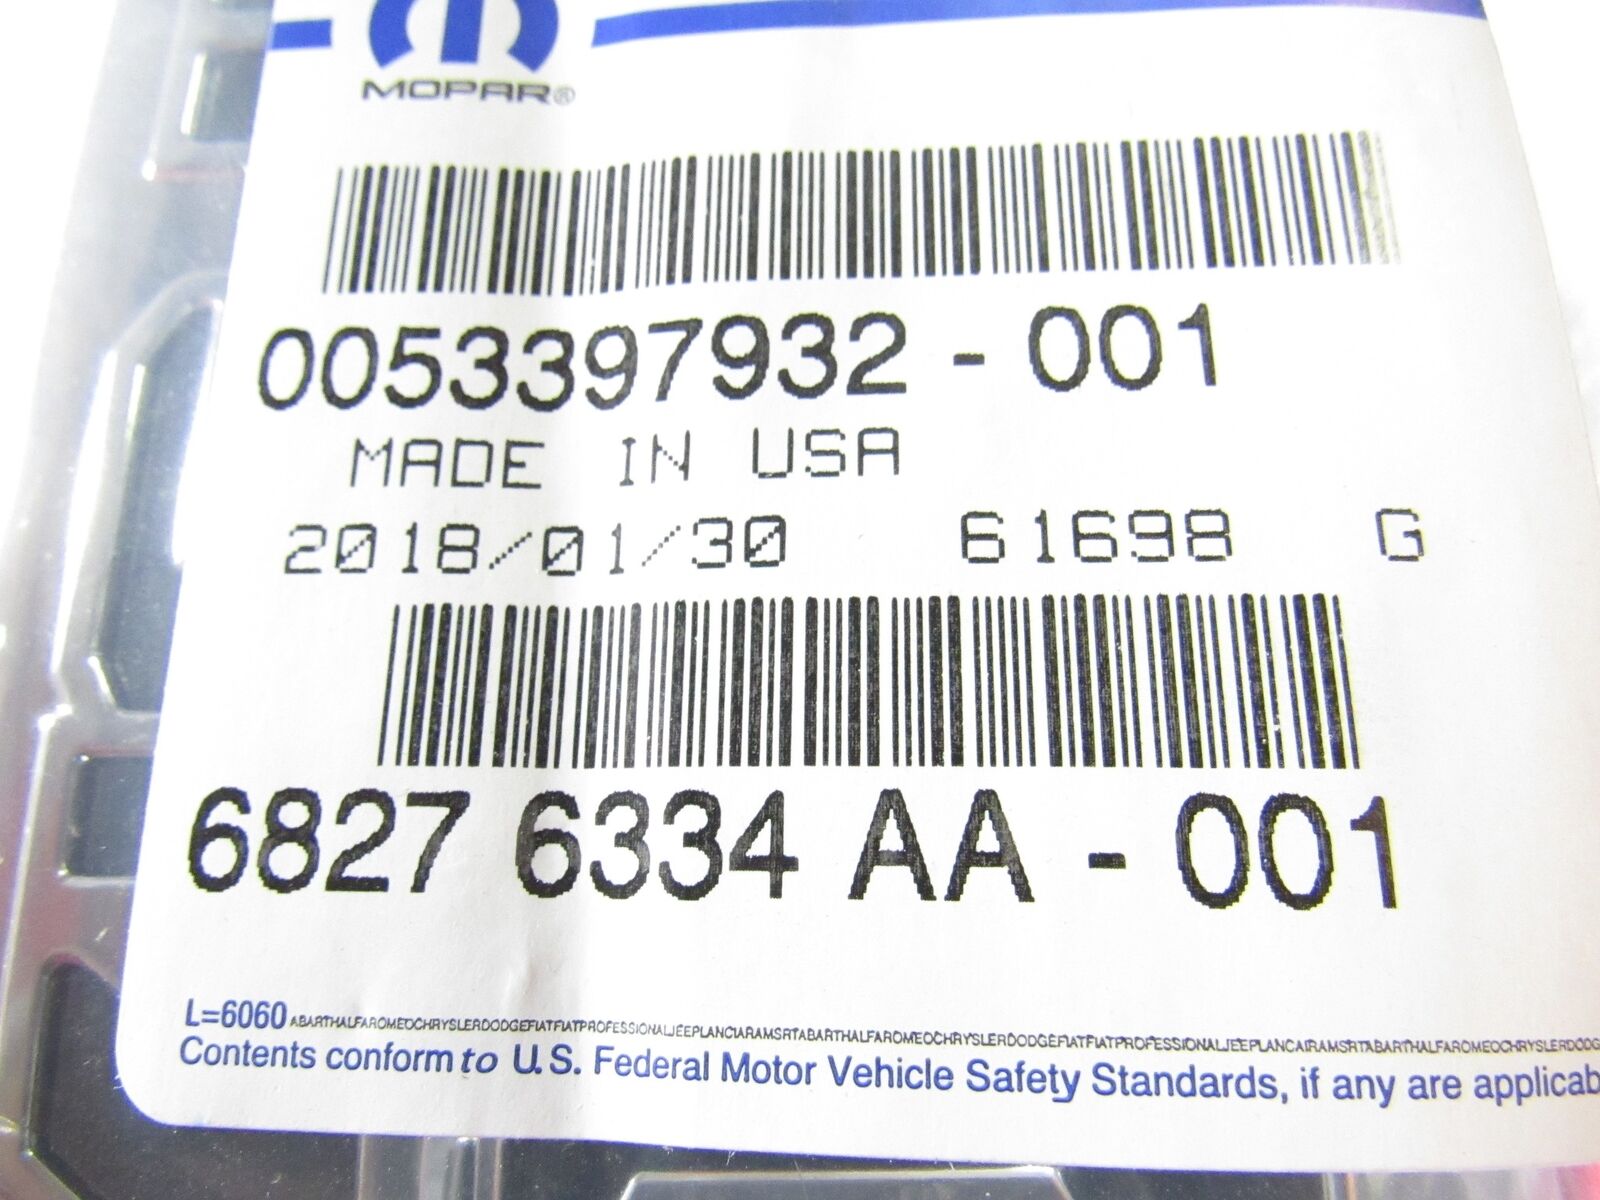 MOPAR®
0053397932-001
MADE IN USA
2018/01/30 61698 G
6827 6334 AA-001
L=6060 ABARTHALFAROMEOCHRYSLERDODGEFIATFIATPROFESSIONALJEEPLANCIARAMSRTABARTHALFAROMEOCHRYSLERDODGEFIATFIATPROFESSIONALJEEPLANCAIRAMSRTABARTHALFAROMEOCHRYSLERDODG
Contents conform to U.S. Federal Motor Vehicle Safety Standards, if any are applicab